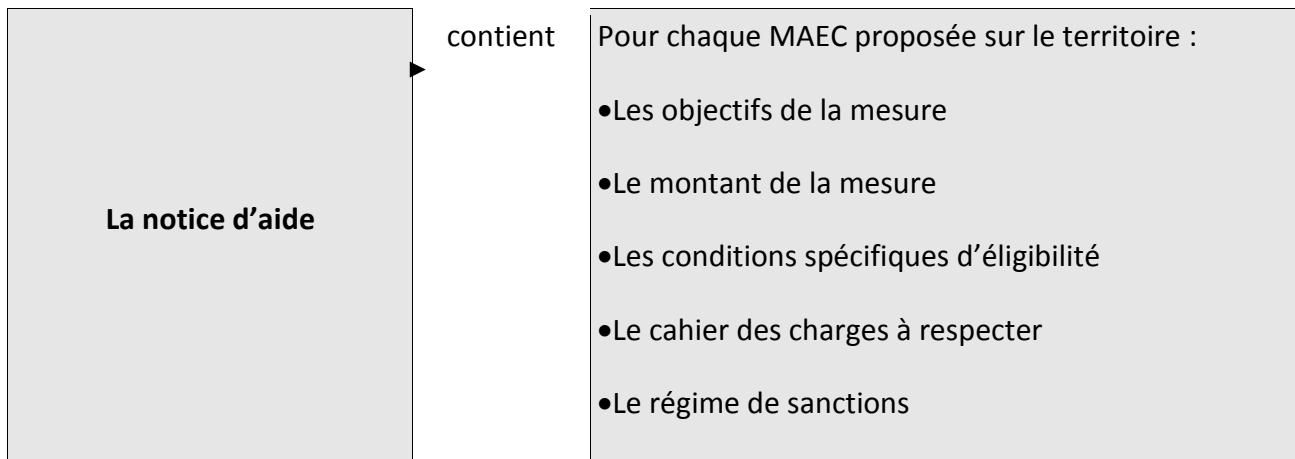 La notice d’aide
contient
Pour chaque MAEC proposée sur le territoire :
•Les objectifs de la mesure
•Le montant de la mesure
•Les conditions spécifiques d’éligibilité
•Le cahier des charges à respecter
•Le régime de sanctions